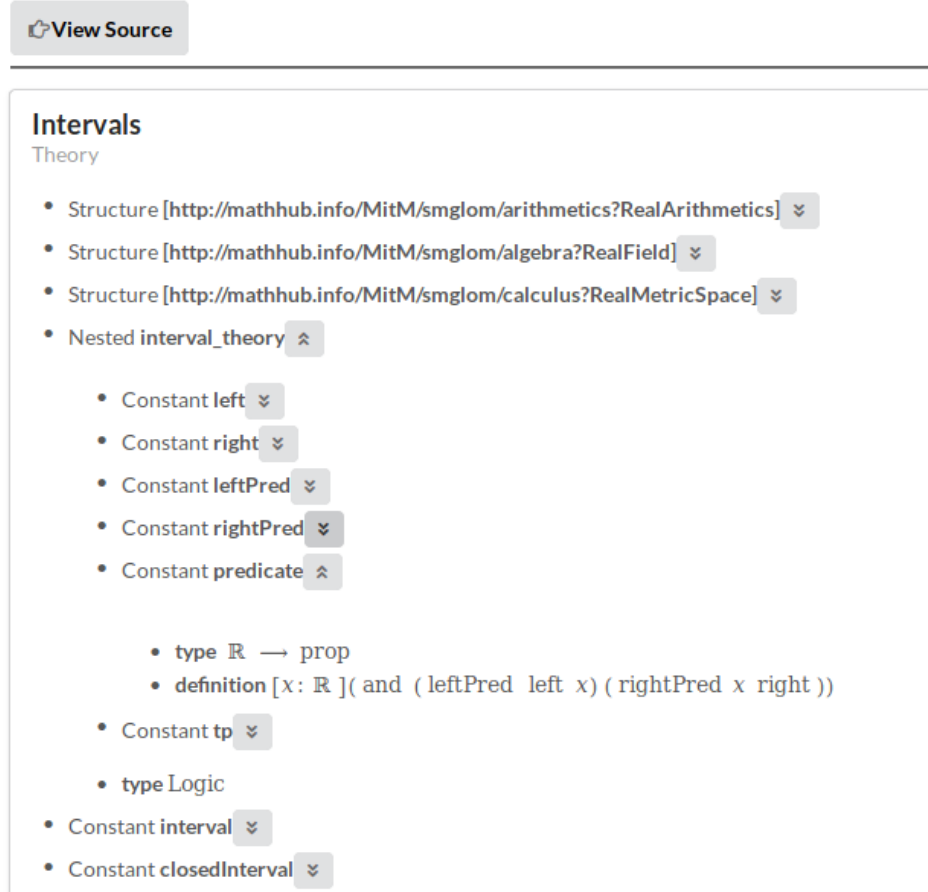 View Source
Intervals
Theory
Structure [http://mathhub.info/MitM/smglom/arithmetics?RealArithmetics]
Structure [http://mathhub.info/MitM/smglom/algebra?RealField]
Structure [http://mathhub.info/MitM/smglom/calculus?RealMetricSpace]
Nested interval_theory
Constant left
Constant right
Constant leftPred
Constant rightPred
Constant predicate
type ℝ ⟶ prop
definition [x: ℝ ]( and ( leftPred left x) ( rightPred x right ))
Constant tp
type Logic
Constant interval
Constant closedInterval